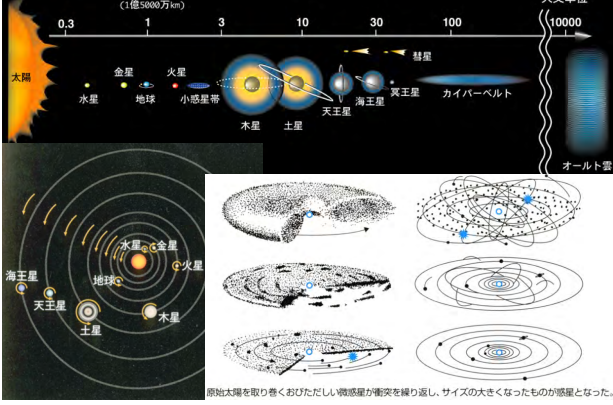 (1億5000万km)
天文単位
0.3 1 3 10 30 100 10000
太陽
水星
金星
地球
火星
小惑星帯
木星
土星
天王星
海王星
冥王星
彗星
カイパーベルト
オールト雲
水星
金星
地球
火星
海王星
天王星
土星
木星
原始太陽を取り巻くおびただしい微惑星が衝突を繰り返し、サイズの大きくなったものが惑星となった。